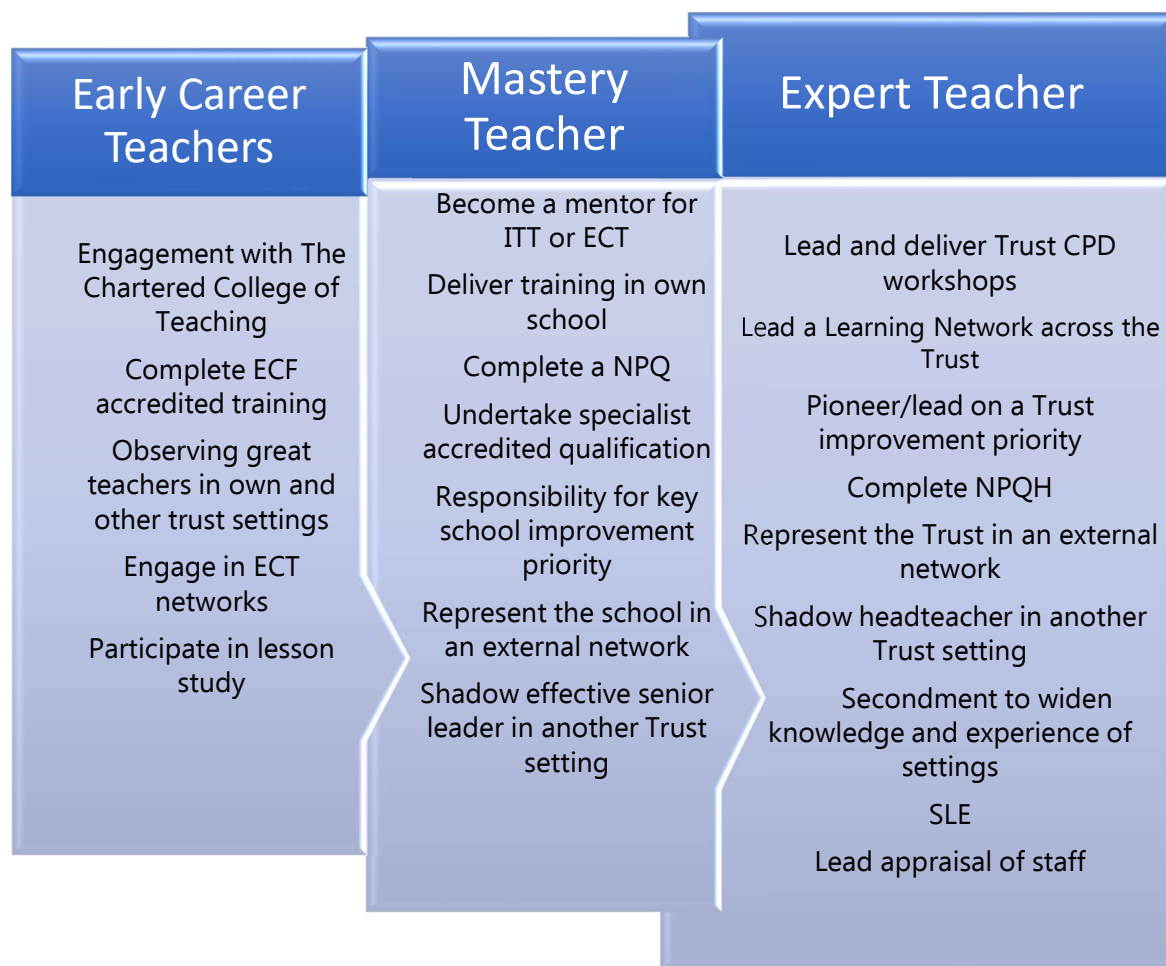 Early Career
Teachers
Engagement with The
Chartered College of
Teaching
Complete ECF
accredited training
Observing great
teachers in own and
other trust settings
Engage in ECT
networks
Participate in lesson
study
Mastery
Teacher
Become a mentor for
ITT or ECT
Deliver training in own
school
Complete a NPQ
Undertake specialist
accredited qualification
Responsibility for key
school improvement
priority
Represent the school in
an external network
Shadow effective senior
leader in another Trust
setting
Expert Teacher
Lead and deliver Trust CPD
workshops
Lead a Learning Network across the
Trust
Pioneer/lead on a Trust
improvement priority
Complete NPQH
Represent the Trust in an external
network
Shadow headteacher in another
Trust setting
Secondment to widen
knowledge and experience of
settings
SLE
Lead appraisal of staff